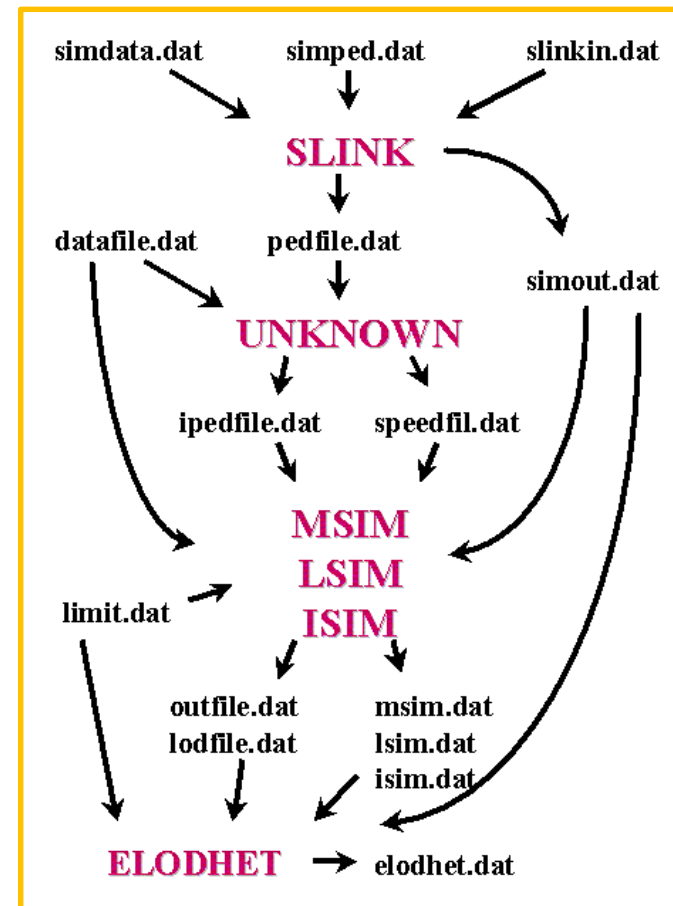 simdata.dat simped.dat slinkin.dat
SLINK
datafile.dat pedfile.dat
simout.dat
UNKNOWN
ipedfile.dat speedfil.dat
MSIM
LSIM
limit.dat
ISIM
outfile.dat msim.dat
lodfile.dat lsim.dat
isim.dat
ELODHET elodhet.dat